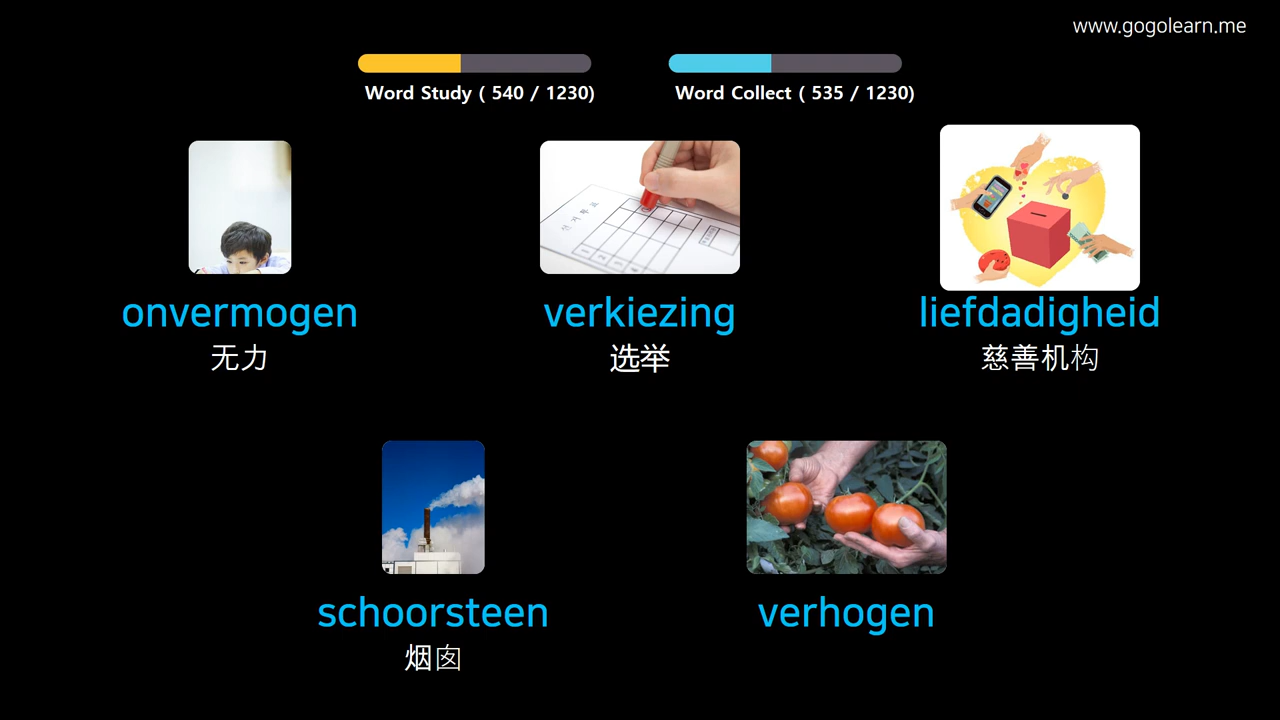 www.gogolearn.me
Word Study ( 540 / 1230)
Word Collect ( 535 / 1230)
onvermogen
无力
verkiezing
选举
liefdadigheid
慈善机构
schoorsteen
烟囱
verhogen